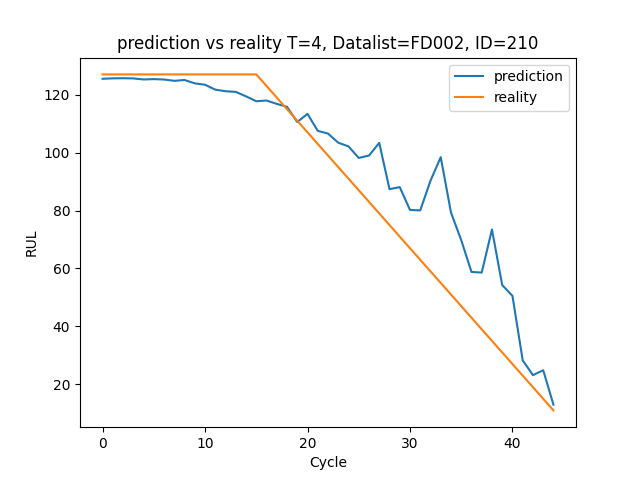 prediction vs reality T=4, Datalist=FD002, ID=210
prediction
reality
RUL
120
100
80
60
40
20
0 10 20 30 40
Cycle